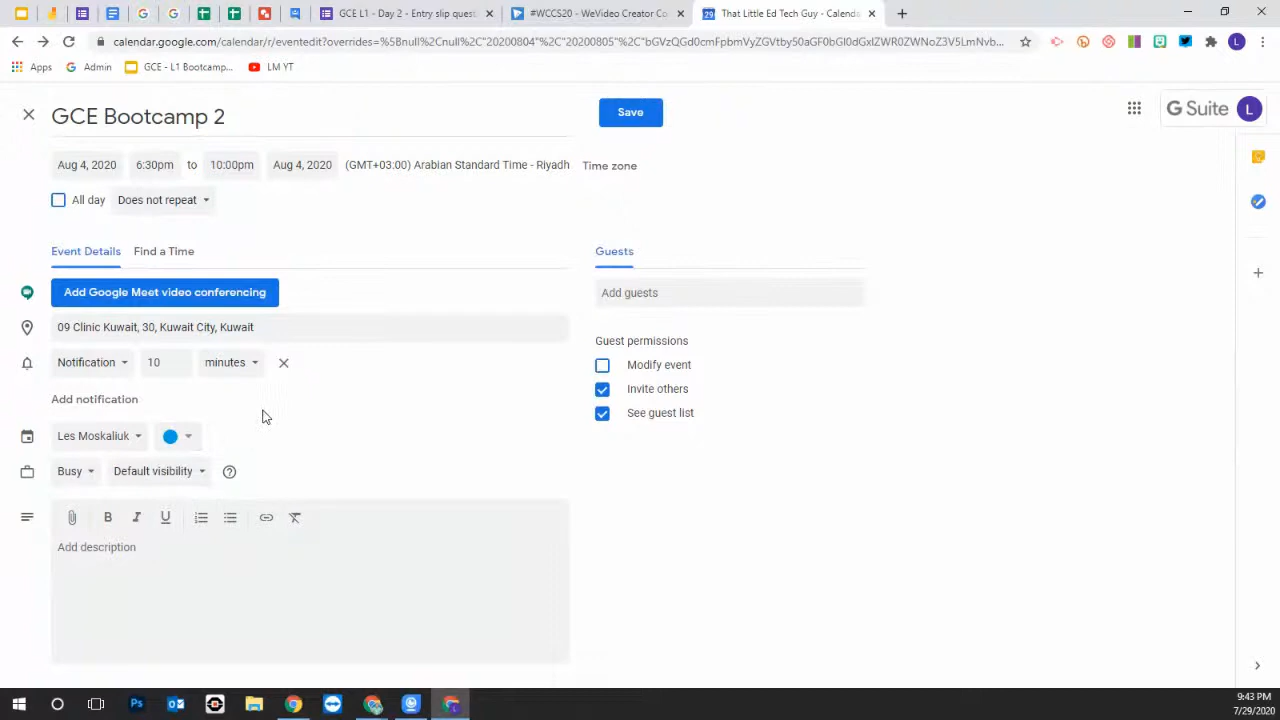 GCE L1 - Day 2 - Entry slip
#WCCS20 - WeVideo Creator Co
That Little Ed Tech Guy - Calenda
calendar.google.com/calendar/r/eventedit?overrides=%5Bnull%2Cnull%2C"20200804"%2C"20200805"%2C"bGVzQGd0cmFpbmVyZGVtby50aGF0bGl0dGxlZWR0ZWNoZ3V5LmNvb...
Apps
Admin
GCE - L1 Bootcamp...
LM YT
GCE Bootcamp 2
Save
G Suite
L
Aug 4, 2020
6:30pm
to
10:00pm
Aug 4, 2020
(GMT+03:00) Arabian Standard Time - Riyadh
Time zone
All day
Does not repeat
Event Details
Find a Time
Guests
Add Google Meet video conferencing
Add guests
09 Clinic Kuwait, 30, Kuwait City, Kuwait
Guest permissions
Notification
10
minutes
Modify event
Invite others
Add notification
See guest list
Les Moskaliuk
Busy
Default visibility
B
I
U
Add description
9:43 PM
7/29/2020